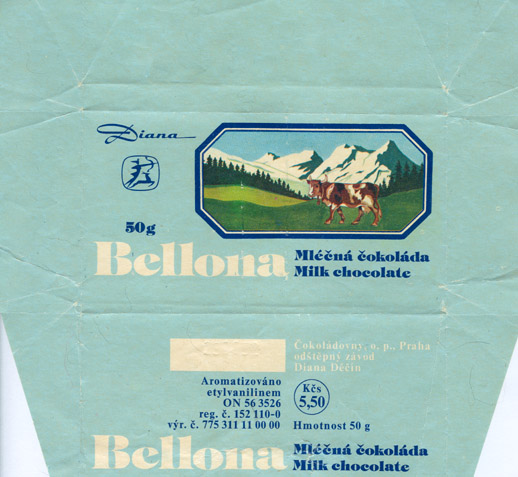 Diana
50g
Bellona
Mléčná čokoláda
Milk chocolate
Čokoládovny, o. p., Praha
odštěpný závod
Diana Děčín
Aromatizováno
etylvanilinem
ON 56 3526
reg. č. 152 110-0
výr. č. 775 311 11 00 00
Kčs
5,50
Hmotnost 50 g
Bellona
Mléčná čokoláda
Milk chocolate